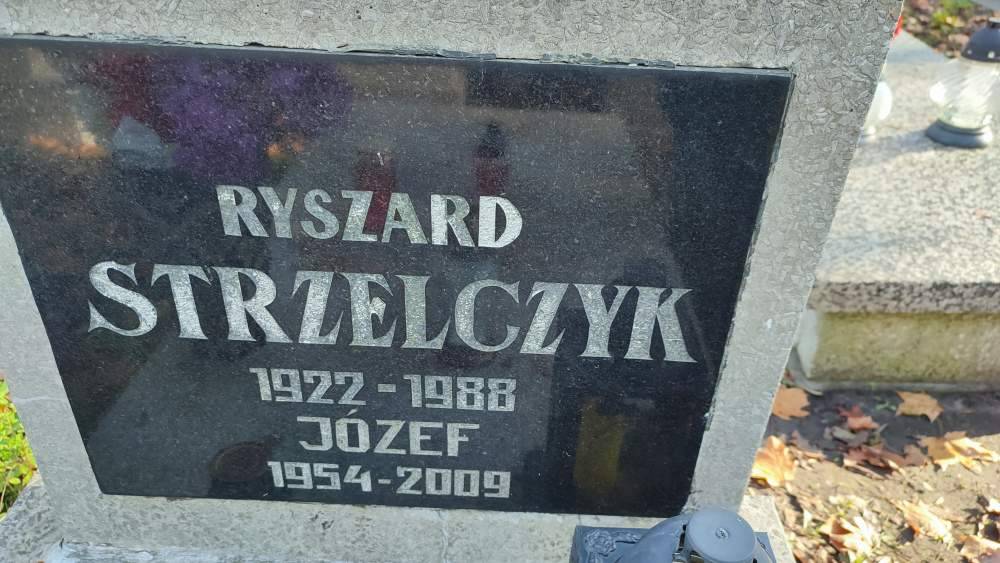 RYSZARD
STRZELCZYK
1922-1988
JÓZEF
1954-2009